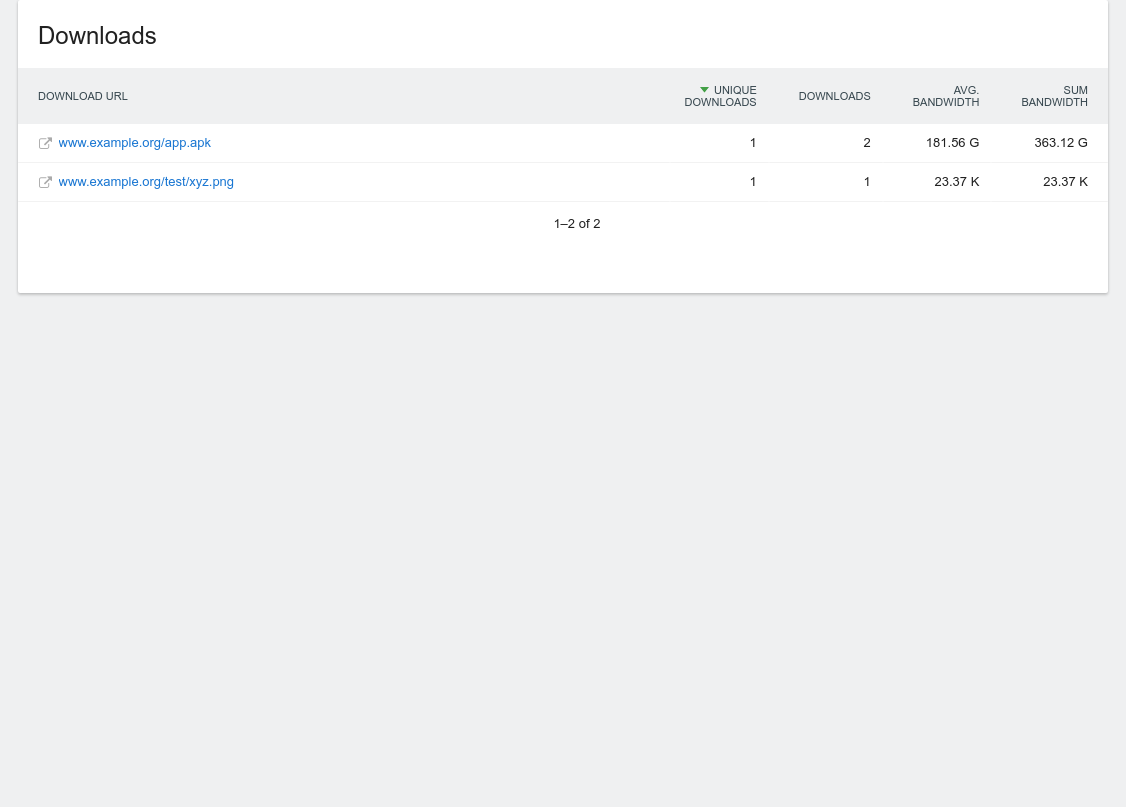 Downloads
DOWNLOAD URL UNIQUE DOWNLOADS DOWNLOADS AVG. BANDWIDTH SUM BANDWIDTH
www.example.org/app.apk 1 2 181.56 G 363.12 G
www.example.org/test/xyz.png 1 1 23.37 K 23.37 K
1–2 of 2